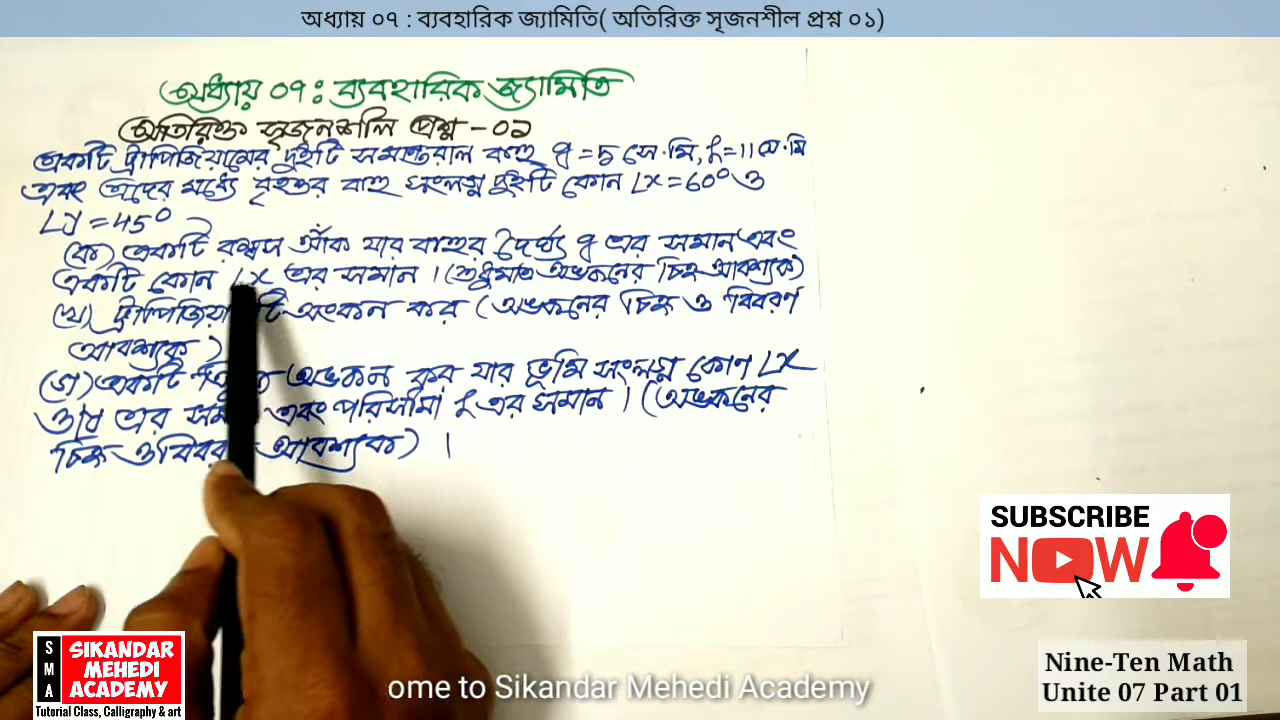 অধ্যায় ০৭ : ব্যবহারিক জ্যামিতি( অতিরিক্ত সৃজনশীল প্রশ্ন ০১)
অধ্যায় ০৭ : ব্যবহারিক জ্যামিতি
অতিরিক্ত সৃজনশীল প্রশ্ন - ০১
একটি ট্রাপিজিয়ামের দুইটি সমান্তরাল বাহু = 5 সে.মি, = 11 সে.মি
এবং তাদের মধ্যে বৃহত্তর বাহু সংলগ্ন দুইটি কোন ∠x = 60° ও
∠y = 45°
(ক) একটি রম্বস আঁক যার বাহুর দৈর্ঘ্য এর সমান এবং
একটি কোন ∠x এর সমান । (শুধুমাত্র অঙ্কনের চিহ্ন আবশ্যক)
(খ) অংকন কর (অঙ্কনের চিহ্ন ও বিবরণ
আবশ্যক)
(গ) একটি অঙ্কন কর যার ভূমি সংলগ্ন কোণ ∠x
ও এর এবং পরিসীমা এর সমান । (অঙ্কনের
চিহ্ন ও আবশ্যক) ।
SUBSCRIBE
NOW
S M A
SIKANDAR
MEHEDI
ACADEMY
Tutorial Class, Calligraphy & art
ome to Sikandar Mehedi Academy
Nine-Ten Math
Unite 07 Part 01